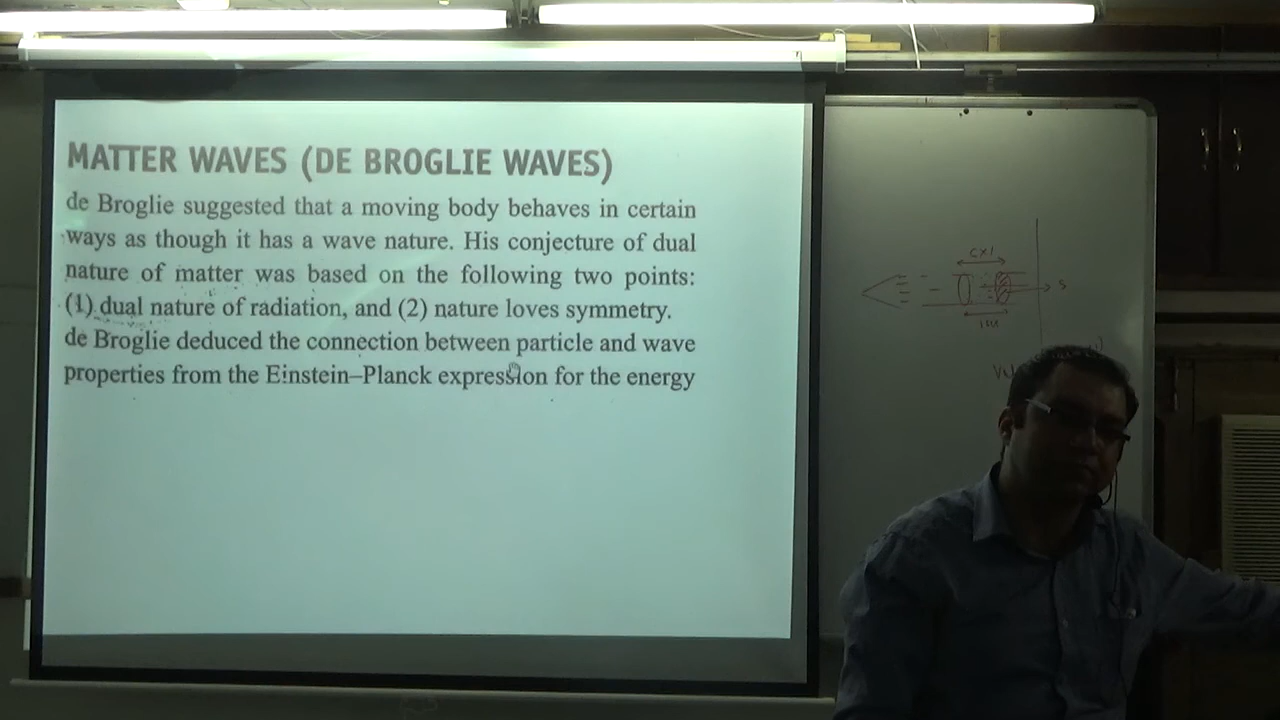 MATTER WAVES (DE BROGLIE WAVES)
de Broglie suggested that a moving body behaves in certain
ways as though it has a wave nature. His conjecture of dual
nature of matter was based on the following two points:
(1) dual nature of radiation, and (2) nature loves symmetry.
de Broglie deduced the connection between particle and wave
properties from the Einstein–Planck expression for the energy
C×1
S